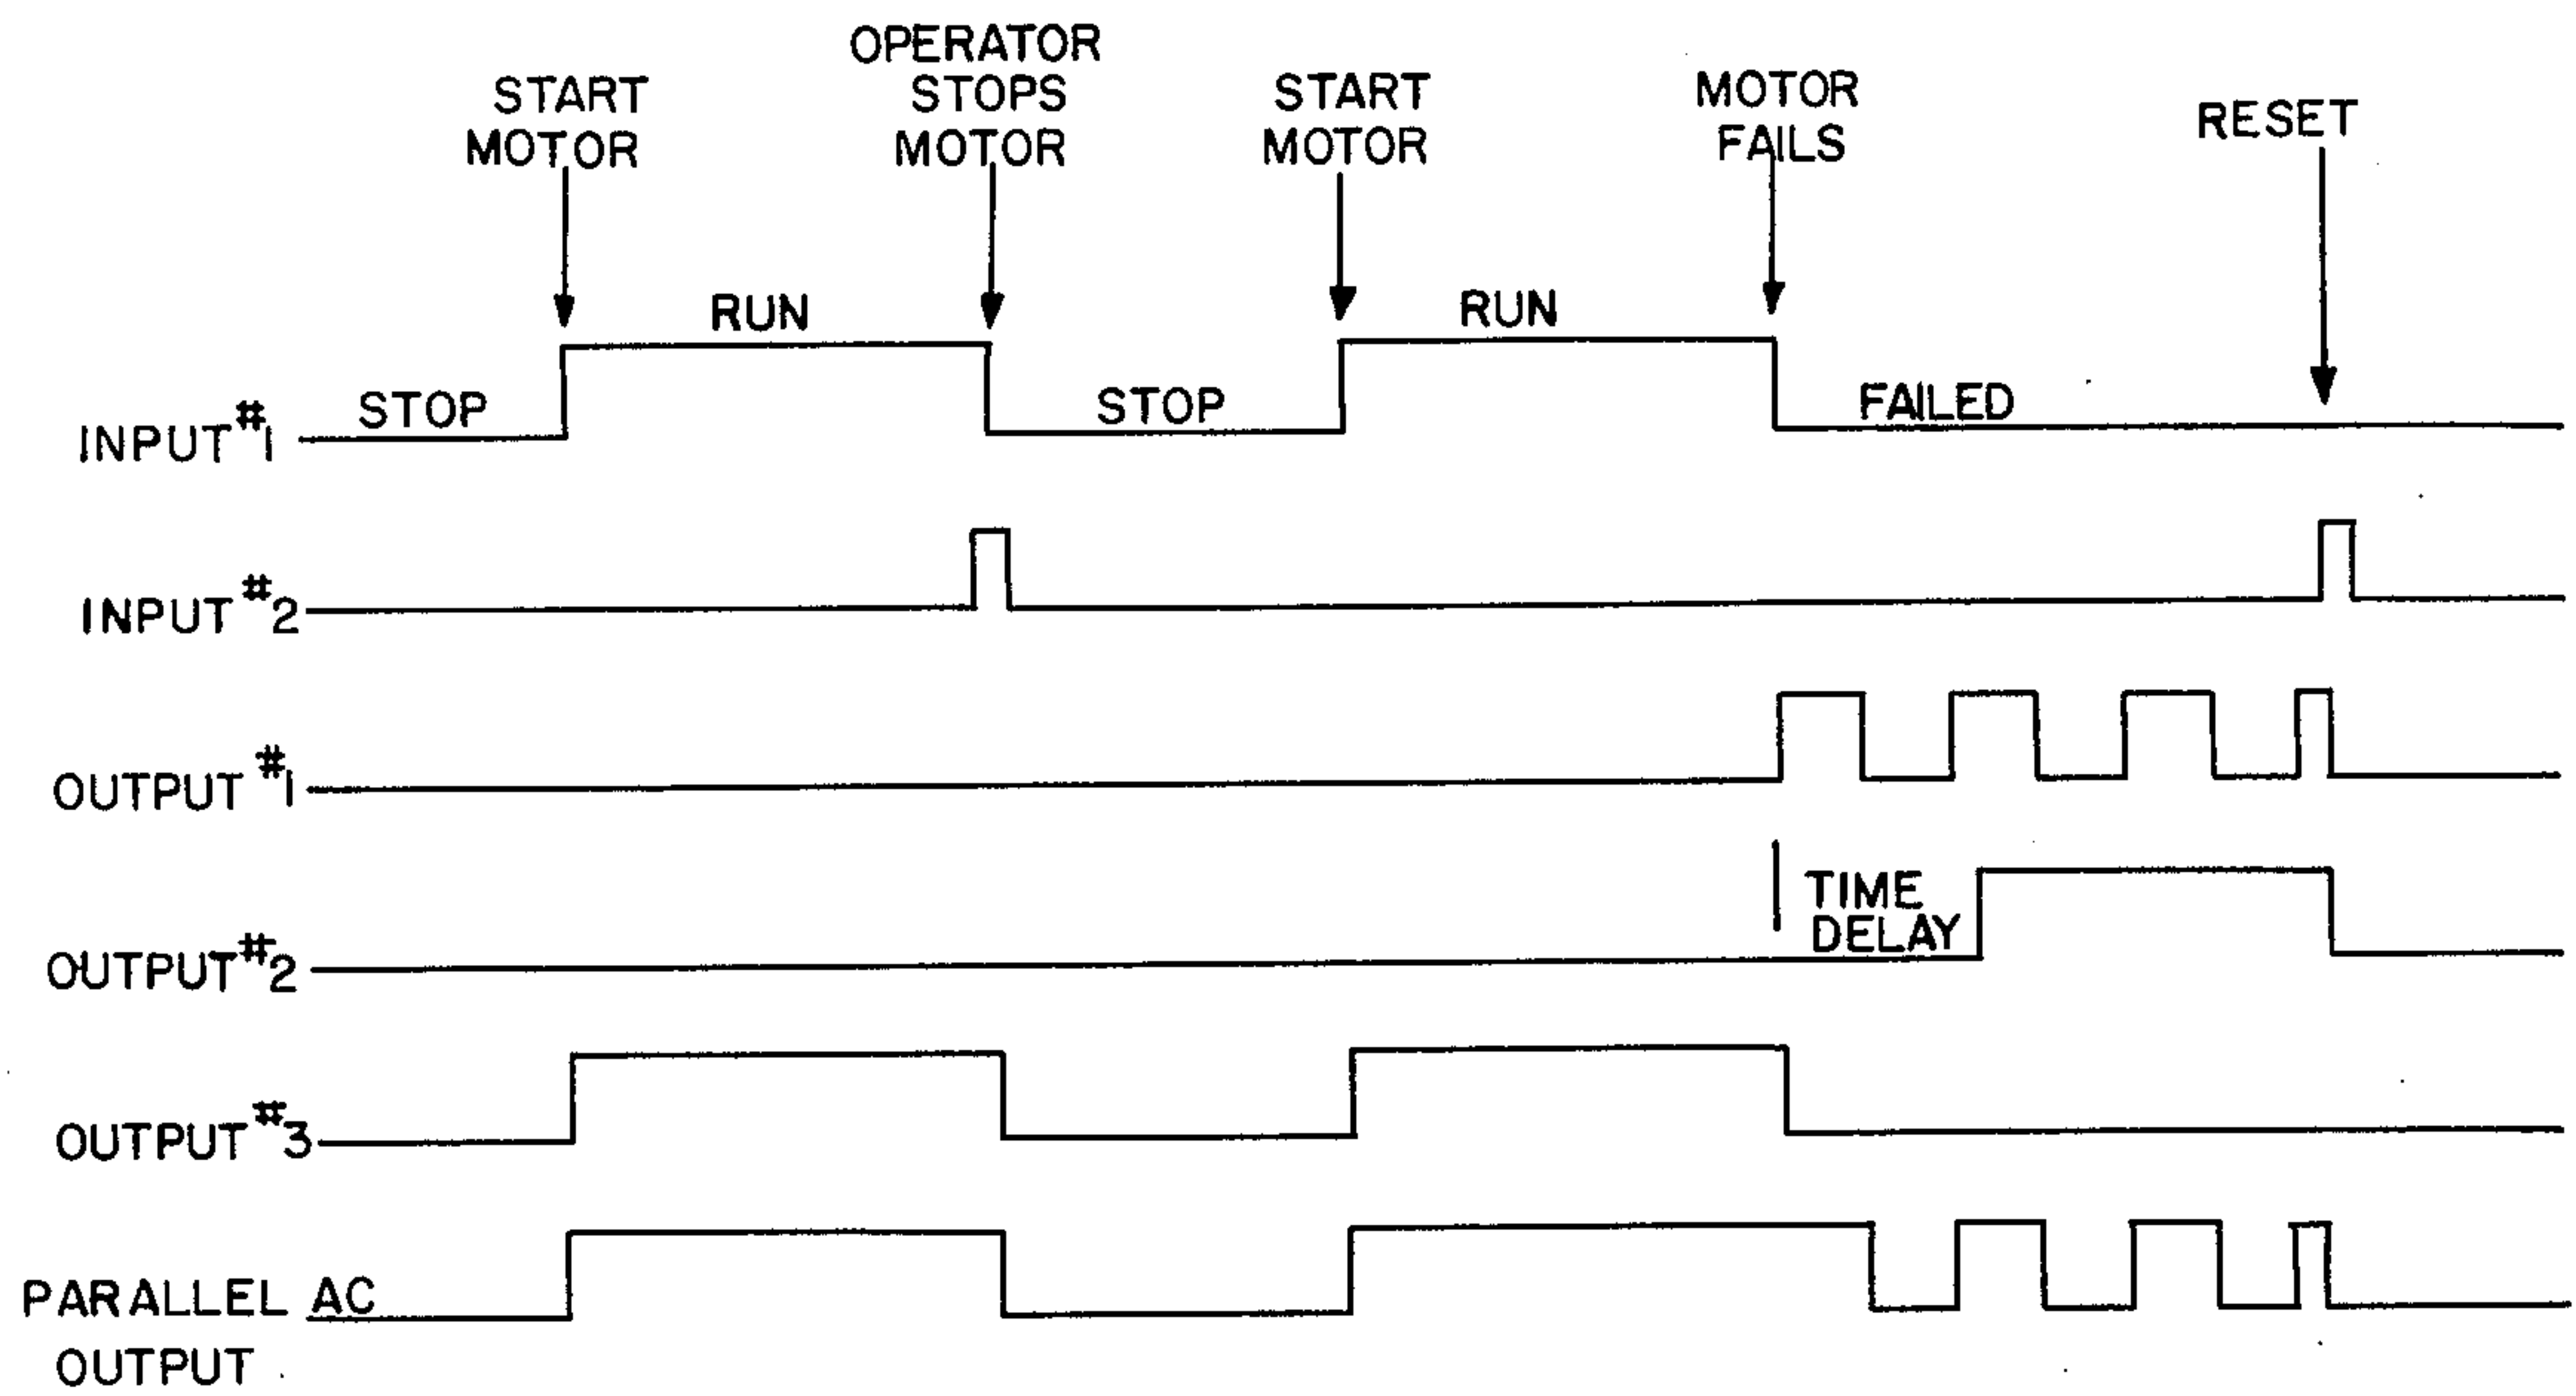 START
MOTOR
OPERATOR
STOPS
MOTOR
START
MOTOR
MOTOR
FAILS
RESET
INPUT #1
STOP
RUN
STOP
RUN
FAILED
INPUT #2
OUTPUT #1
TIME
DELAY
OUTPUT #2
OUTPUT #3
PARALLEL AC
OUTPUT